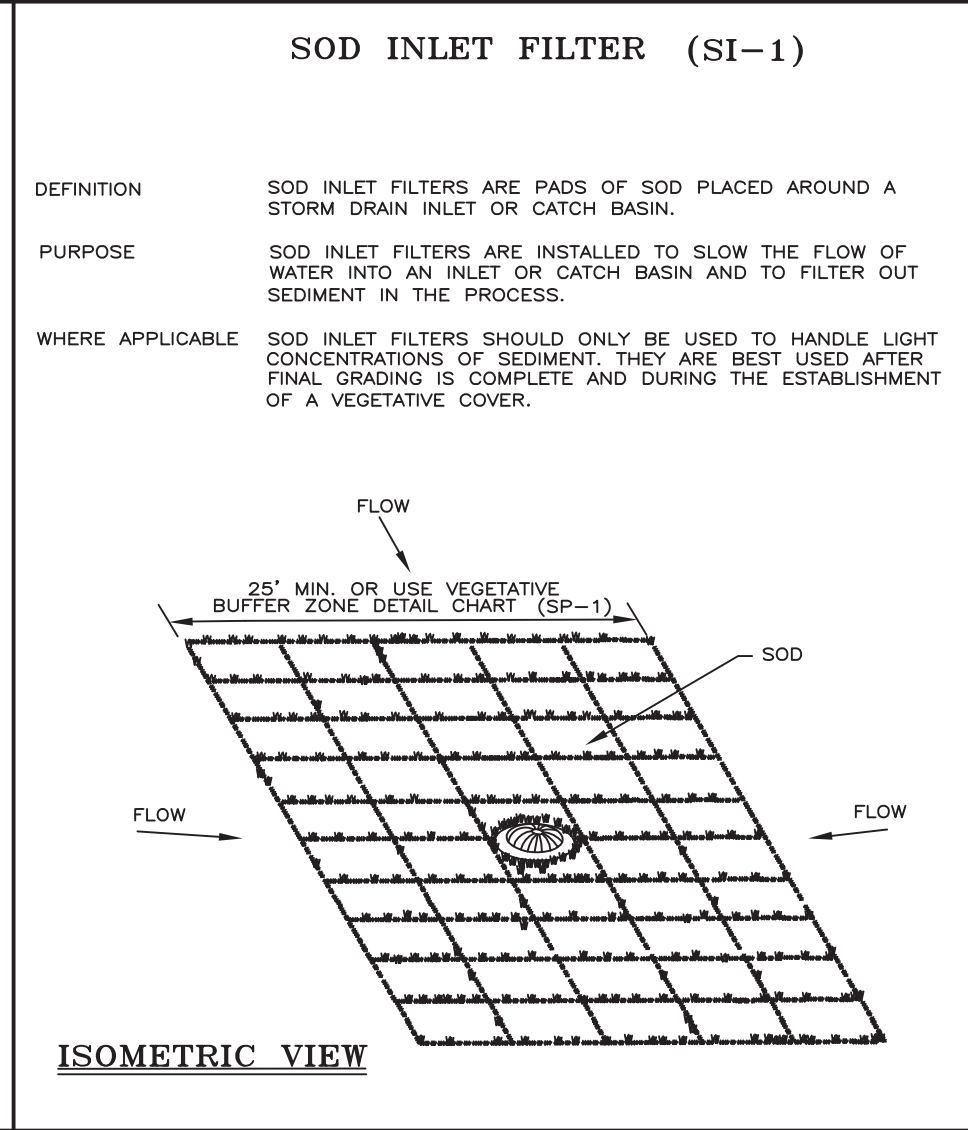 SOD INLET FILTER (SI-1)
DEFINITION SOD INLET FILTERS ARE PADS OF SOD PLACED AROUND A
STORM DRAIN INLET OR CATCH BASIN.
PURPOSE SOD INLET FILTERS ARE INSTALLED TO SLOW THE FLOW OF
WATER INTO AN INLET OR CATCH BASIN AND TO FILTER OUT
SEDIMENT IN THE PROCESS.
WHERE APPLICABLE SOD INLET FILTERS SHOULD ONLY BE USED TO HANDLE LIGHT
CONCENTRATIONS OF SEDIMENT. THEY ARE BEST USED AFTER
FINAL GRADING IS COMPLETE AND DURING THE ESTABLISHMENT
OF A VEGETATIVE COVER.
FLOW
25' MIN. OR USE VEGETATIVE
BUFFER ZONE DETAIL CHART (SP-1)
SOD
FLOW
FLOW
ISOMETRIC VIEW